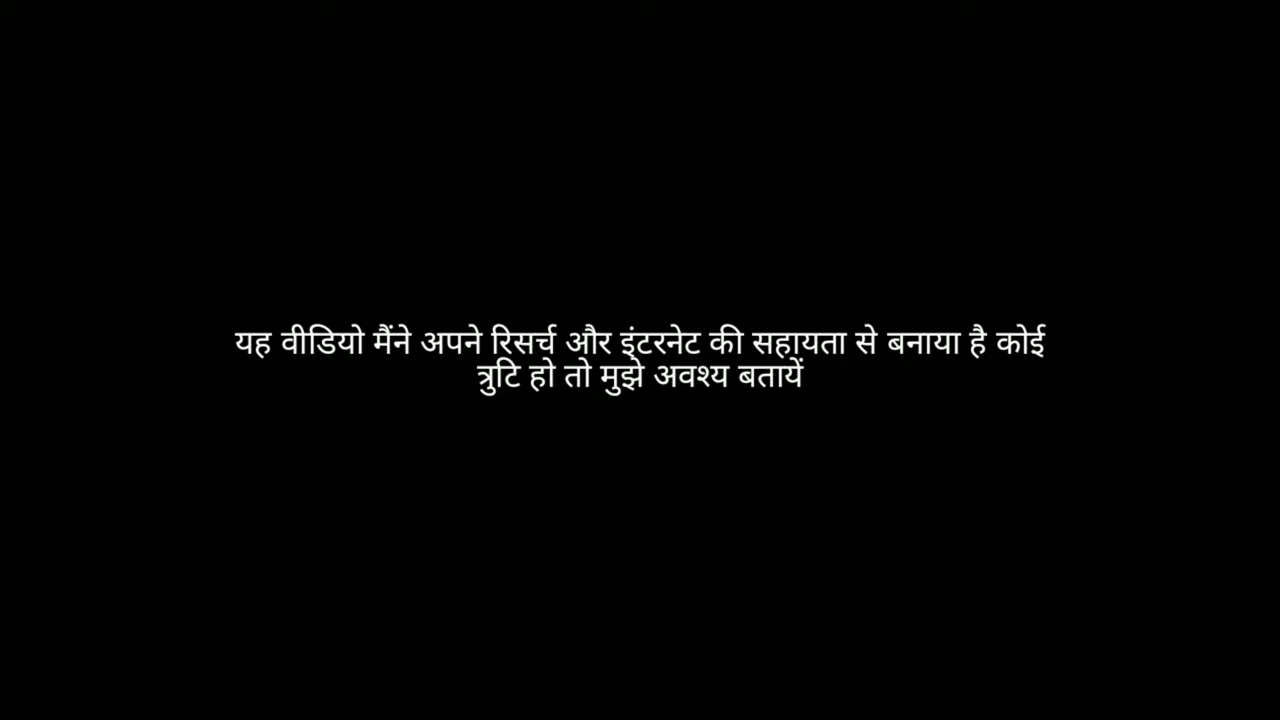 यह वीडियो मैंने अपने रिसर्च और इंटरनेट की सहायता से बनाया है कोई
त्रुटि हो तो मुझे अवश्य बतायें